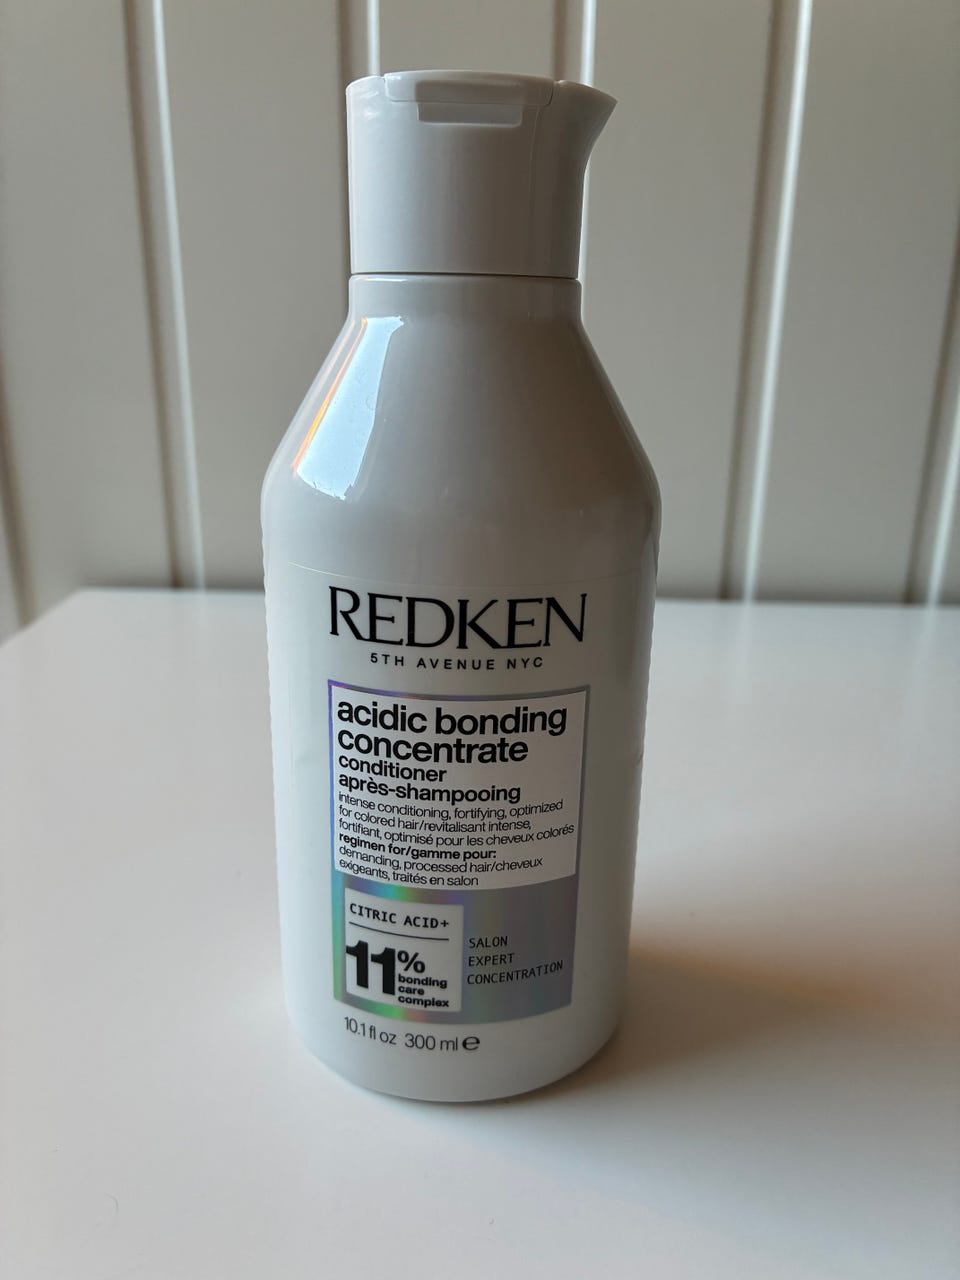 REDKEN
5TH AVENUE NYC
acidic bonding
concentrate
conditioner
après-shampooing
intense conditioning, fortifying, optimized
for colored hair/revitalisant intense,
fortifiant, optimisé pour les cheveux colorés
regimen for/gamme pour:
demanding, processed hair/cheveux
exigeants, traités en salon
CITRIC ACID+
11%
bonding
care
complex
SALON
EXPERT
CONCENTRATION
10.1 fl oz 300 ml ℮